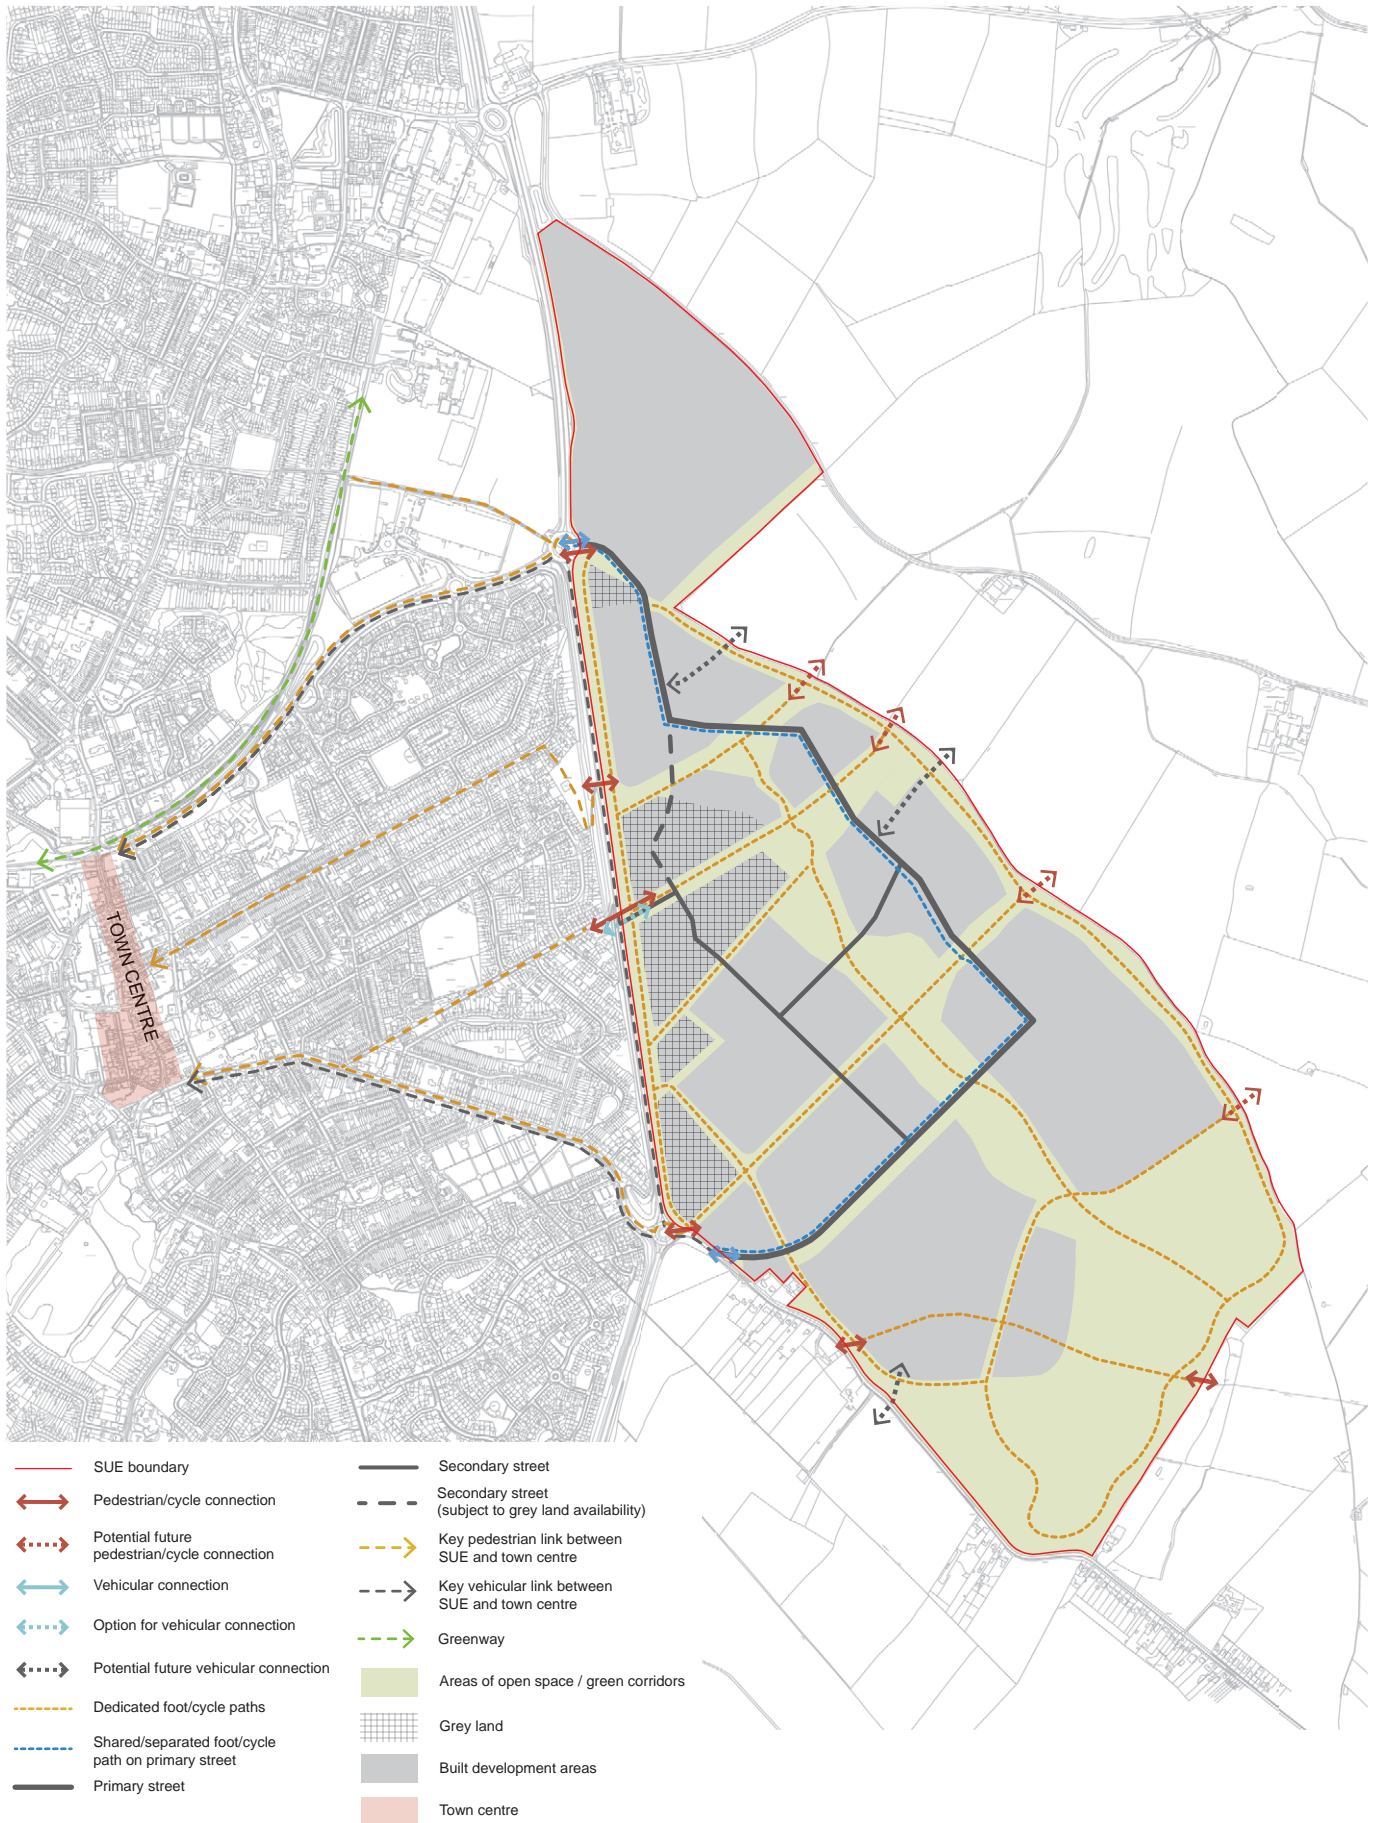 TOWN CENTRE
SUE boundary
Pedestrian/cycle connection
Potential future
pedestrian/cycle connection
Vehicular connection
Option for vehicular connection
Potential future vehicular connection
Dedicated foot/cycle paths
Shared/separated foot/cycle
path on primary street
Primary street
Secondary street
Secondary street
(subject to grey land availability)
Key pedestrian link between
SUE and town centre
Key vehicular link between
SUE and town centre
Greenway
Areas of open space / green corridors
Grey land
Built development areas
Town centre